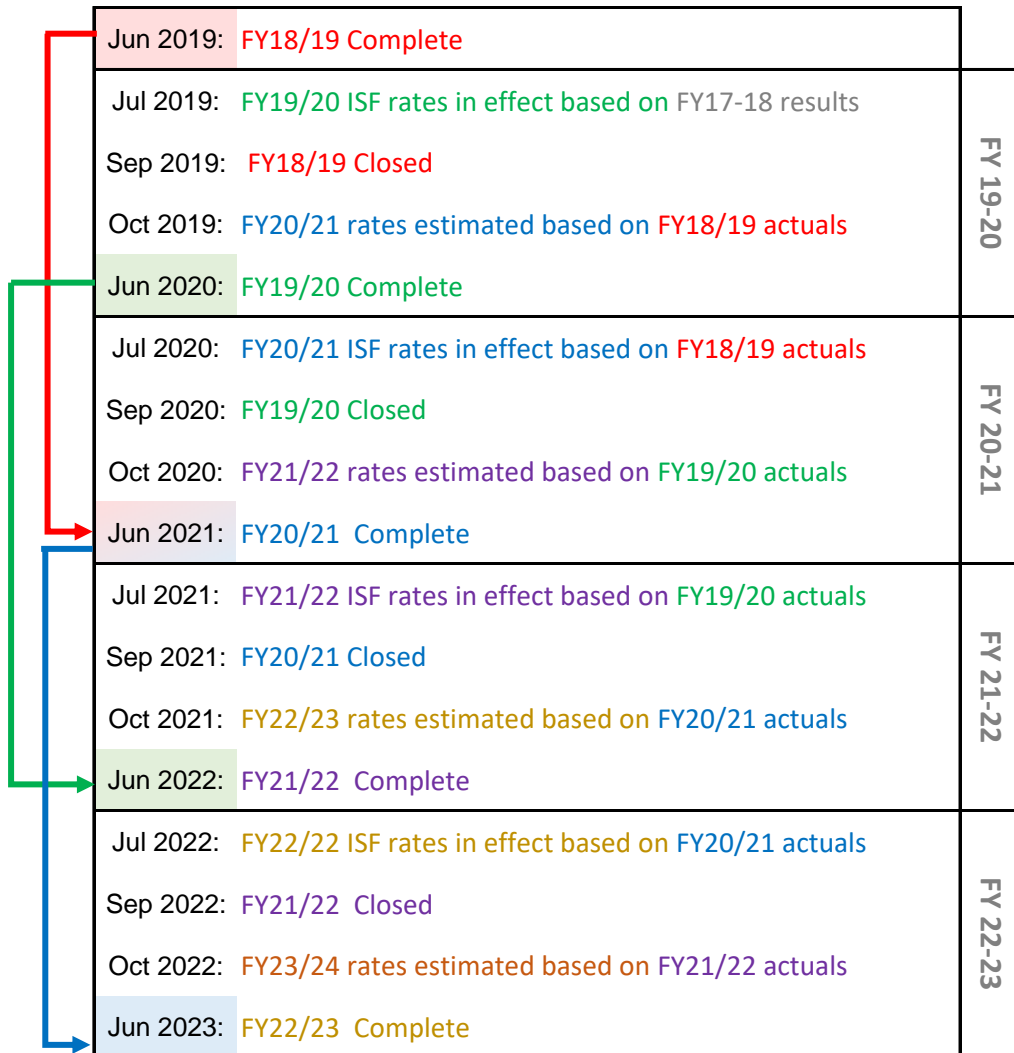 Jun 2019: FY18/19 Complete
Jul 2019: FY19/20 ISF rates in effect based on FY17-18 results
Sep 2019: FY18/19 Closed
Oct 2019: FY20/21 rates estimated based on FY18/19 actuals
Jun 2020: FY19/20 Complete
FY 19-20
Jul 2020: FY20/21 ISF rates in effect based on FY18/19 actuals
Sep 2020: FY19/20 Closed
Oct 2020: FY21/22 rates estimated based on FY19/20 actuals
Jun 2021: FY20/21 Complete
FY 20-21
Jul 2021: FY21/22 ISF rates in effect based on FY19/20 actuals
Sep 2021: FY20/21 Closed
Oct 2021: FY22/23 rates estimated based on FY20/21 actuals
Jun 2022: FY21/22 Complete
FY 21-22
Jul 2022: FY22/22 ISF rates in effect based on FY20/21 actuals
Sep 2022: FY21/22 Closed
Oct 2022: FY23/24 rates estimated based on FY21/22 actuals
Jun 2023: FY22/23 Complete
FY 22-23